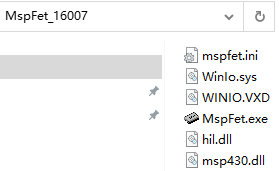 MspFet_16007
mspfet.ini
WinIo.sys
WINIO.VXD
MspFet.exe
hil.dll
msp430.dll